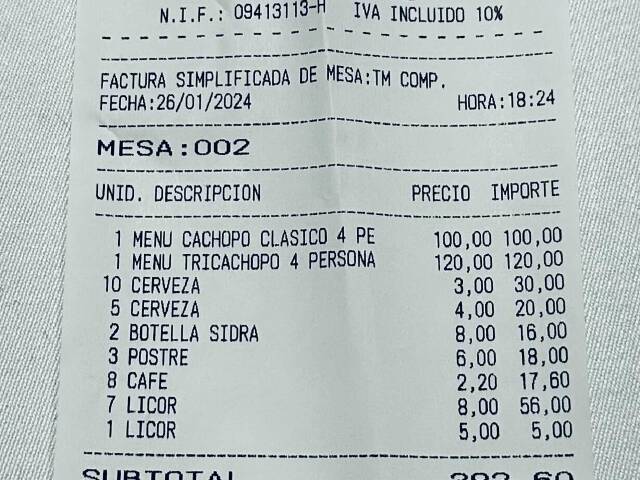 N.I.F.: 09413113-H IVA INCLUIDO 10%
FACTURA SIMPLIFICADA DE MESA:TM COMP.
FECHA:26/01/2024 HORA:18:24
MESA:002
UNID. DESCRIPCION PRECIO IMPORTE
1 MENU CACHOPO CLASICO 4 PE 100,00 100,00
1 MENU TRICACHOPO 4 PERSONA 120,00 120,00
10 CERVEZA 3,00 30,00
5 CERVEZA 4,00 20,00
2 BOTELLA SIDRA 8,00 16,00
3 POSTRE 6,00 18,00
8 CAFE 2,20 17,60
7 LICOR 8,00 56,00
1 LICOR 5,00 5,00
SUBTOTAL 382,60